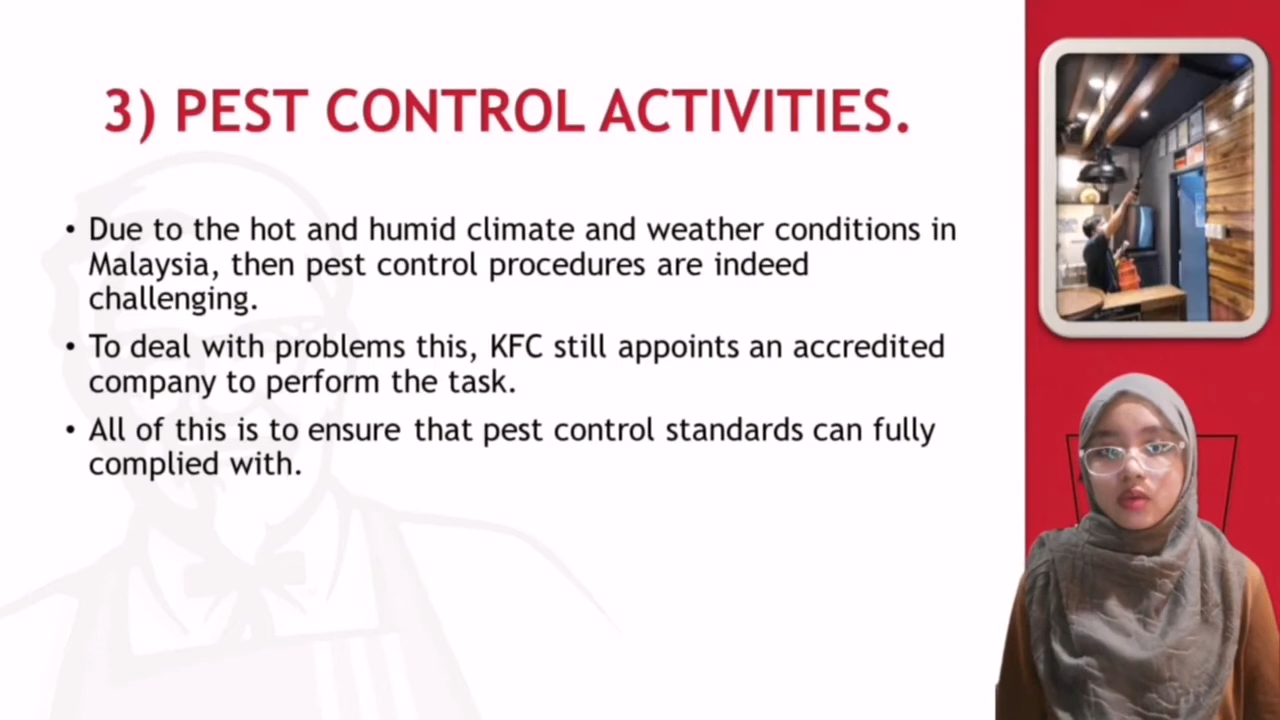 3) PEST CONTROL ACTIVITIES.
• Due to the hot and humid climate and weather conditions in
Malaysia, then pest control procedures are indeed
challenging.
• To deal with problems this, KFC still appoints an accredited
company to perform the task.
• All of this is to ensure that pest control standards can fully
complied with.